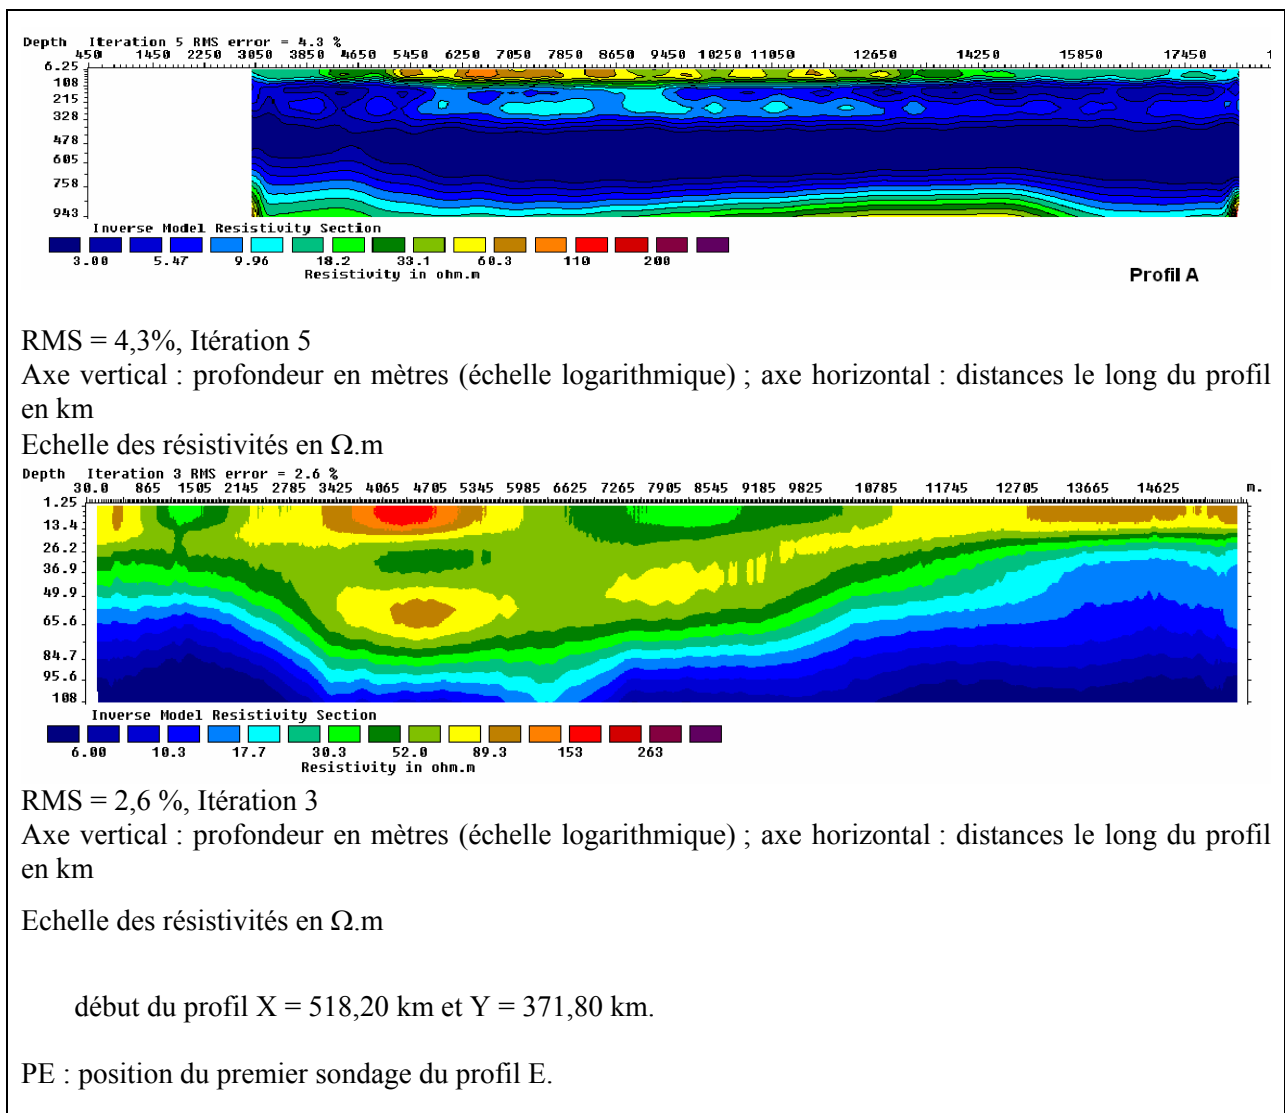 Depth Iteration 5 RMS error = 4.3 %
450 1450 2250 3050 3850 4650 5450 6250 7050 7850 8650 9450 10250 11050 12650 14250 15850 17450 1
6.25
108
215
328
478
605
758
943
Inverse Model Resistivity Section
3.00 5.47 9.96 18.2 33.1 60.3 110 200
Resistivity in ohm.m
Profil A
RMS = 4,3%, Itération 5
Axe vertical : profondeur en mètres (échelle logarithmique) ; axe horizontal : distances le long du profil
en km
Echelle des résistivités en Ω.m
Depth Iteration 3 RMS error = 2.6 %
30.0 865 1505 2145 2785 3425 4065 4705 5345 5985 6625 7265 7905 8545 9185 9825 10785 11745 12705 13665 14625 m.
1.25
13.4
26.2
36.9
49.9
65.6
84.7
95.6
108
Inverse Model Resistivity Section
6.00 10.3 17.7 30.3 52.0 89.3 153 263
Resistivity in ohm.m
RMS = 2,6 %, Itération 3
Axe vertical : profondeur en mètres (échelle logarithmique) ; axe horizontal : distances le long du profil
en km
Echelle des résistivités en Ω.m
début du profil X = 518,20 km et Y = 371,80 km.
PE : position du premier sondage du profil E.